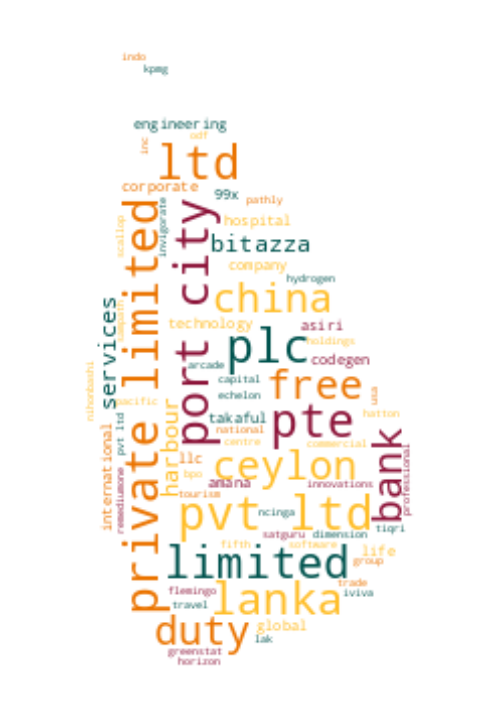 indo
kpmg
engineering
odf
inc
ltd
corporate
99x
pathly
private limited
invigorate
scallop
port city
hospital
bitazza
company
hydrogen
china
services
sampath
technology
asiri
plc
holdings
codegen
arcade
nihonbashi
capital
free
echelon
usa
pacific
harbour
takaful
pte
hatton
pvt ltd
national
centre
commercial
bank
international
llc
ceylon
professional
remediumone
bpo
amana
innovations
tourism
pvt ltd
ncinga
tiqri
satguru
dimension
fifth
software
life
limited
group
trade
flemingo
lanka
iviva
travel
duty
global
lak
greenstat
horizon